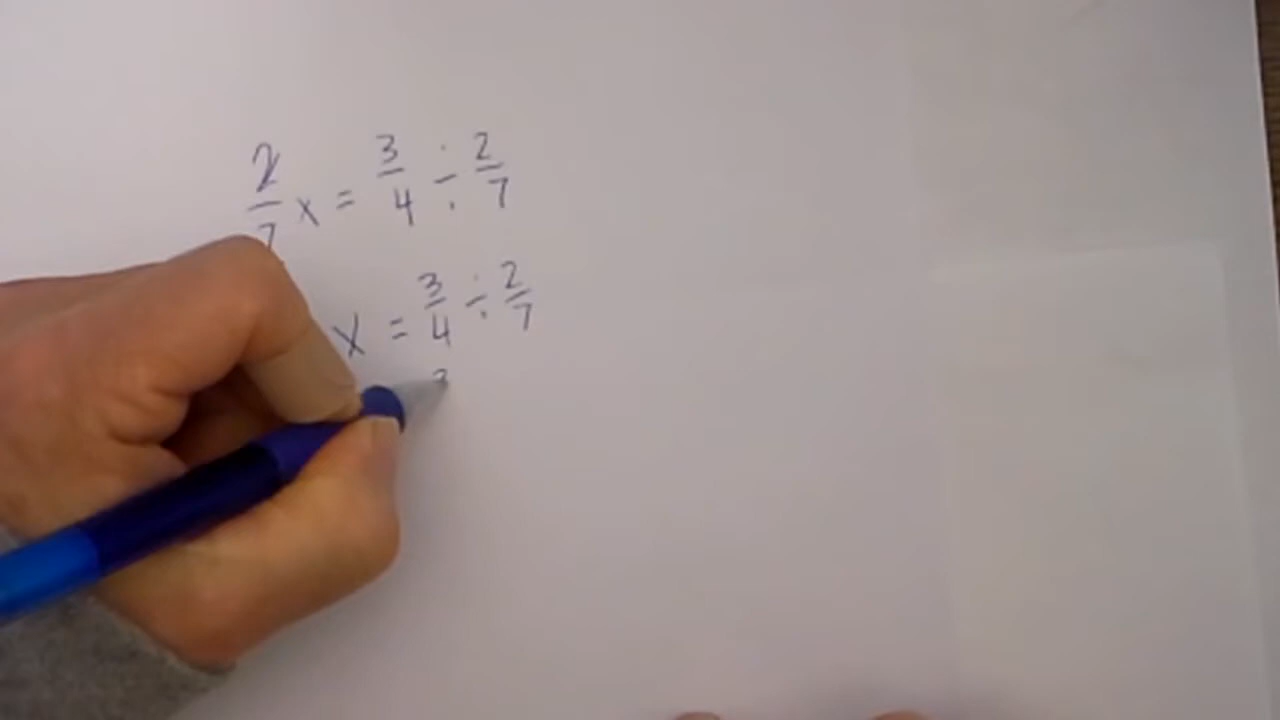 2/7 x = 3/4 ÷ 2/7
x = 3/4 ÷ 2/7